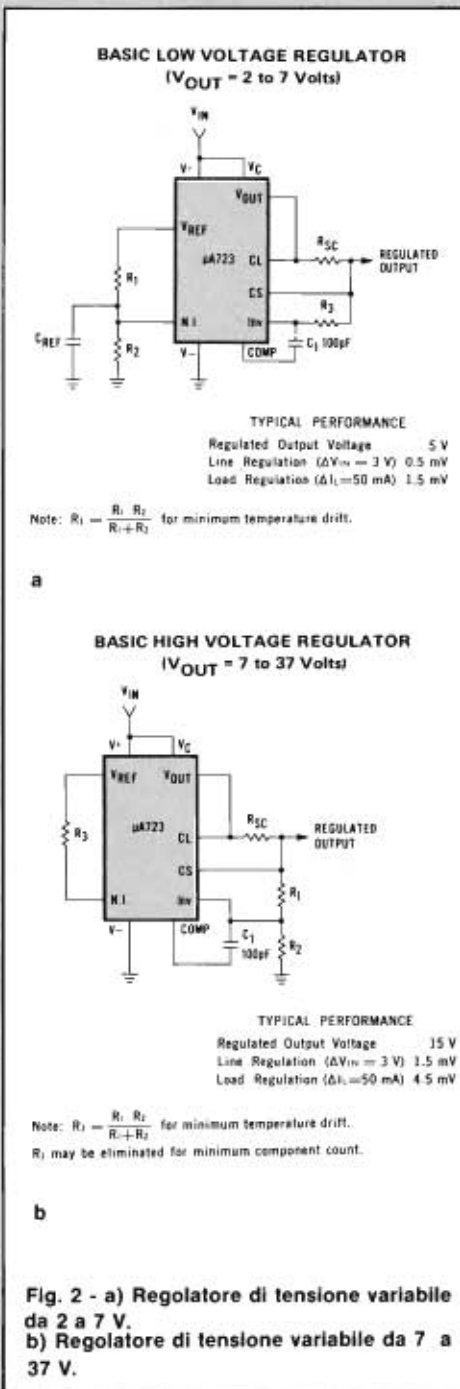 BASIC LOW VOLTAGE REGULATOR
(VOUT = 2 to 7 Volts)
VIN
V+ VC
VOUT
VREF
μA723
CL
RSC
REGULATED
OUTPUT
R1
CS
R3
N.I.
Inv
CREF
R2
V−
COMP
C1 100pF
TYPICAL PERFORMANCE
Regulated Output Voltage 5 V
Line Regulation (ΔVIN = 3 V) 0.5 mV
Load Regulation (ΔIL=50 mA) 1.5 mV
Note: R3 = R1 R2 / R1+R2 for minimum temperature drift.
a
BASIC HIGH VOLTAGE REGULATOR
(VOUT = 7 to 37 Volts)
VIN
V+ VC
VREF VOUT
μA723
RSC
R3
CL
REGULATED
OUTPUT
CS
R1
N.I. Inv
V− COMP
C1
100pF
R2
TYPICAL PERFORMANCE
Regulated Output Voltage 15 V
Line Regulation (ΔVIN = 3 V) 1.5 mV
Load Regulation (ΔIL=50 mA) 4.5 mV
Note: R3 = R1 R2 / R1+R2 for minimum temperature drift.
R3 may be eliminated for minimum component count.
b
Fig. 2 - a) Regolatore di tensione variabile
da 2 a 7 V.
b) Regolatore di tensione variabile da 7 a
37 V.